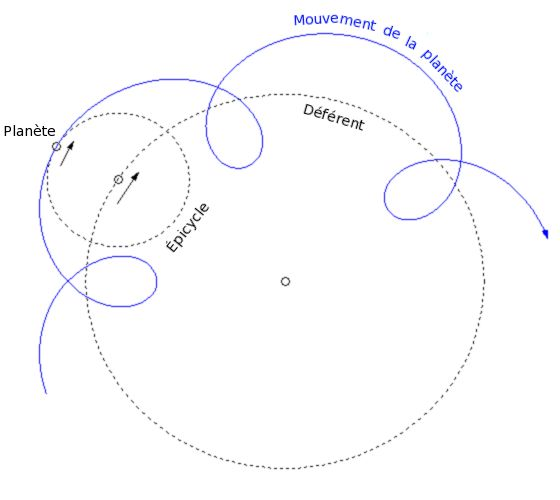 Mouvement de la planète
Déférent
Planète
Épicycle